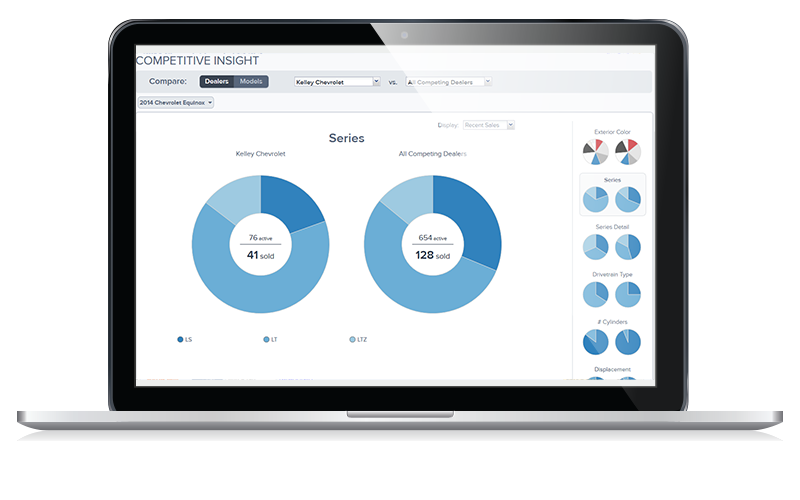 COMPETITIVE INSIGHT
Compare: Dealers Models Kelley Chevrolet vs. All Competing Dealers
2014 Chevrolet Equinox
Display: Recent Sales
Series
Kelley Chevrolet All Competing Dealers
76 active
41 sold
654 active
128 sold
LS LT LTZ
Exterior Color
Series
Series Detail
Drivetrain Type
# Cylinders
Displacement